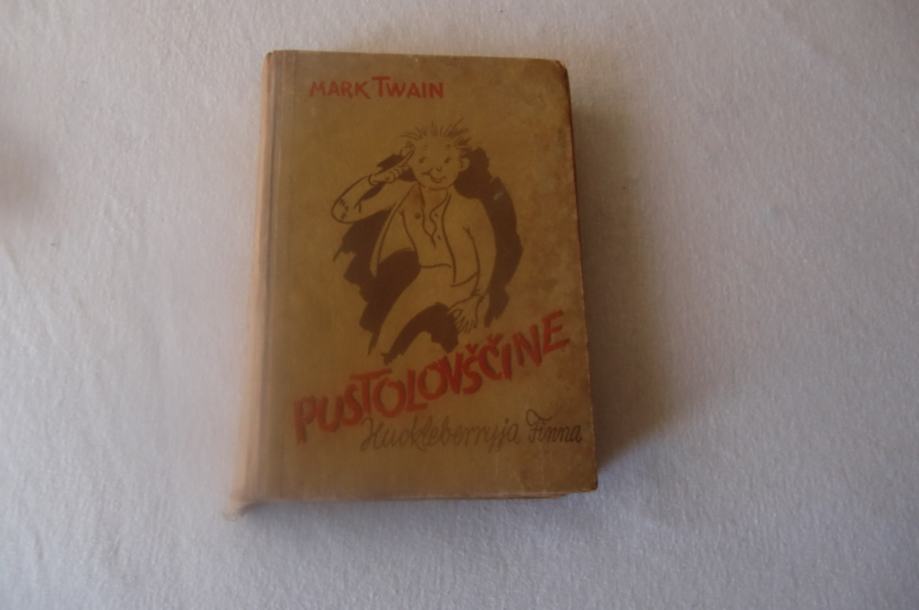 MARK TWAIN
PUSTOLOVŠČINE
Huckleberryja Finna